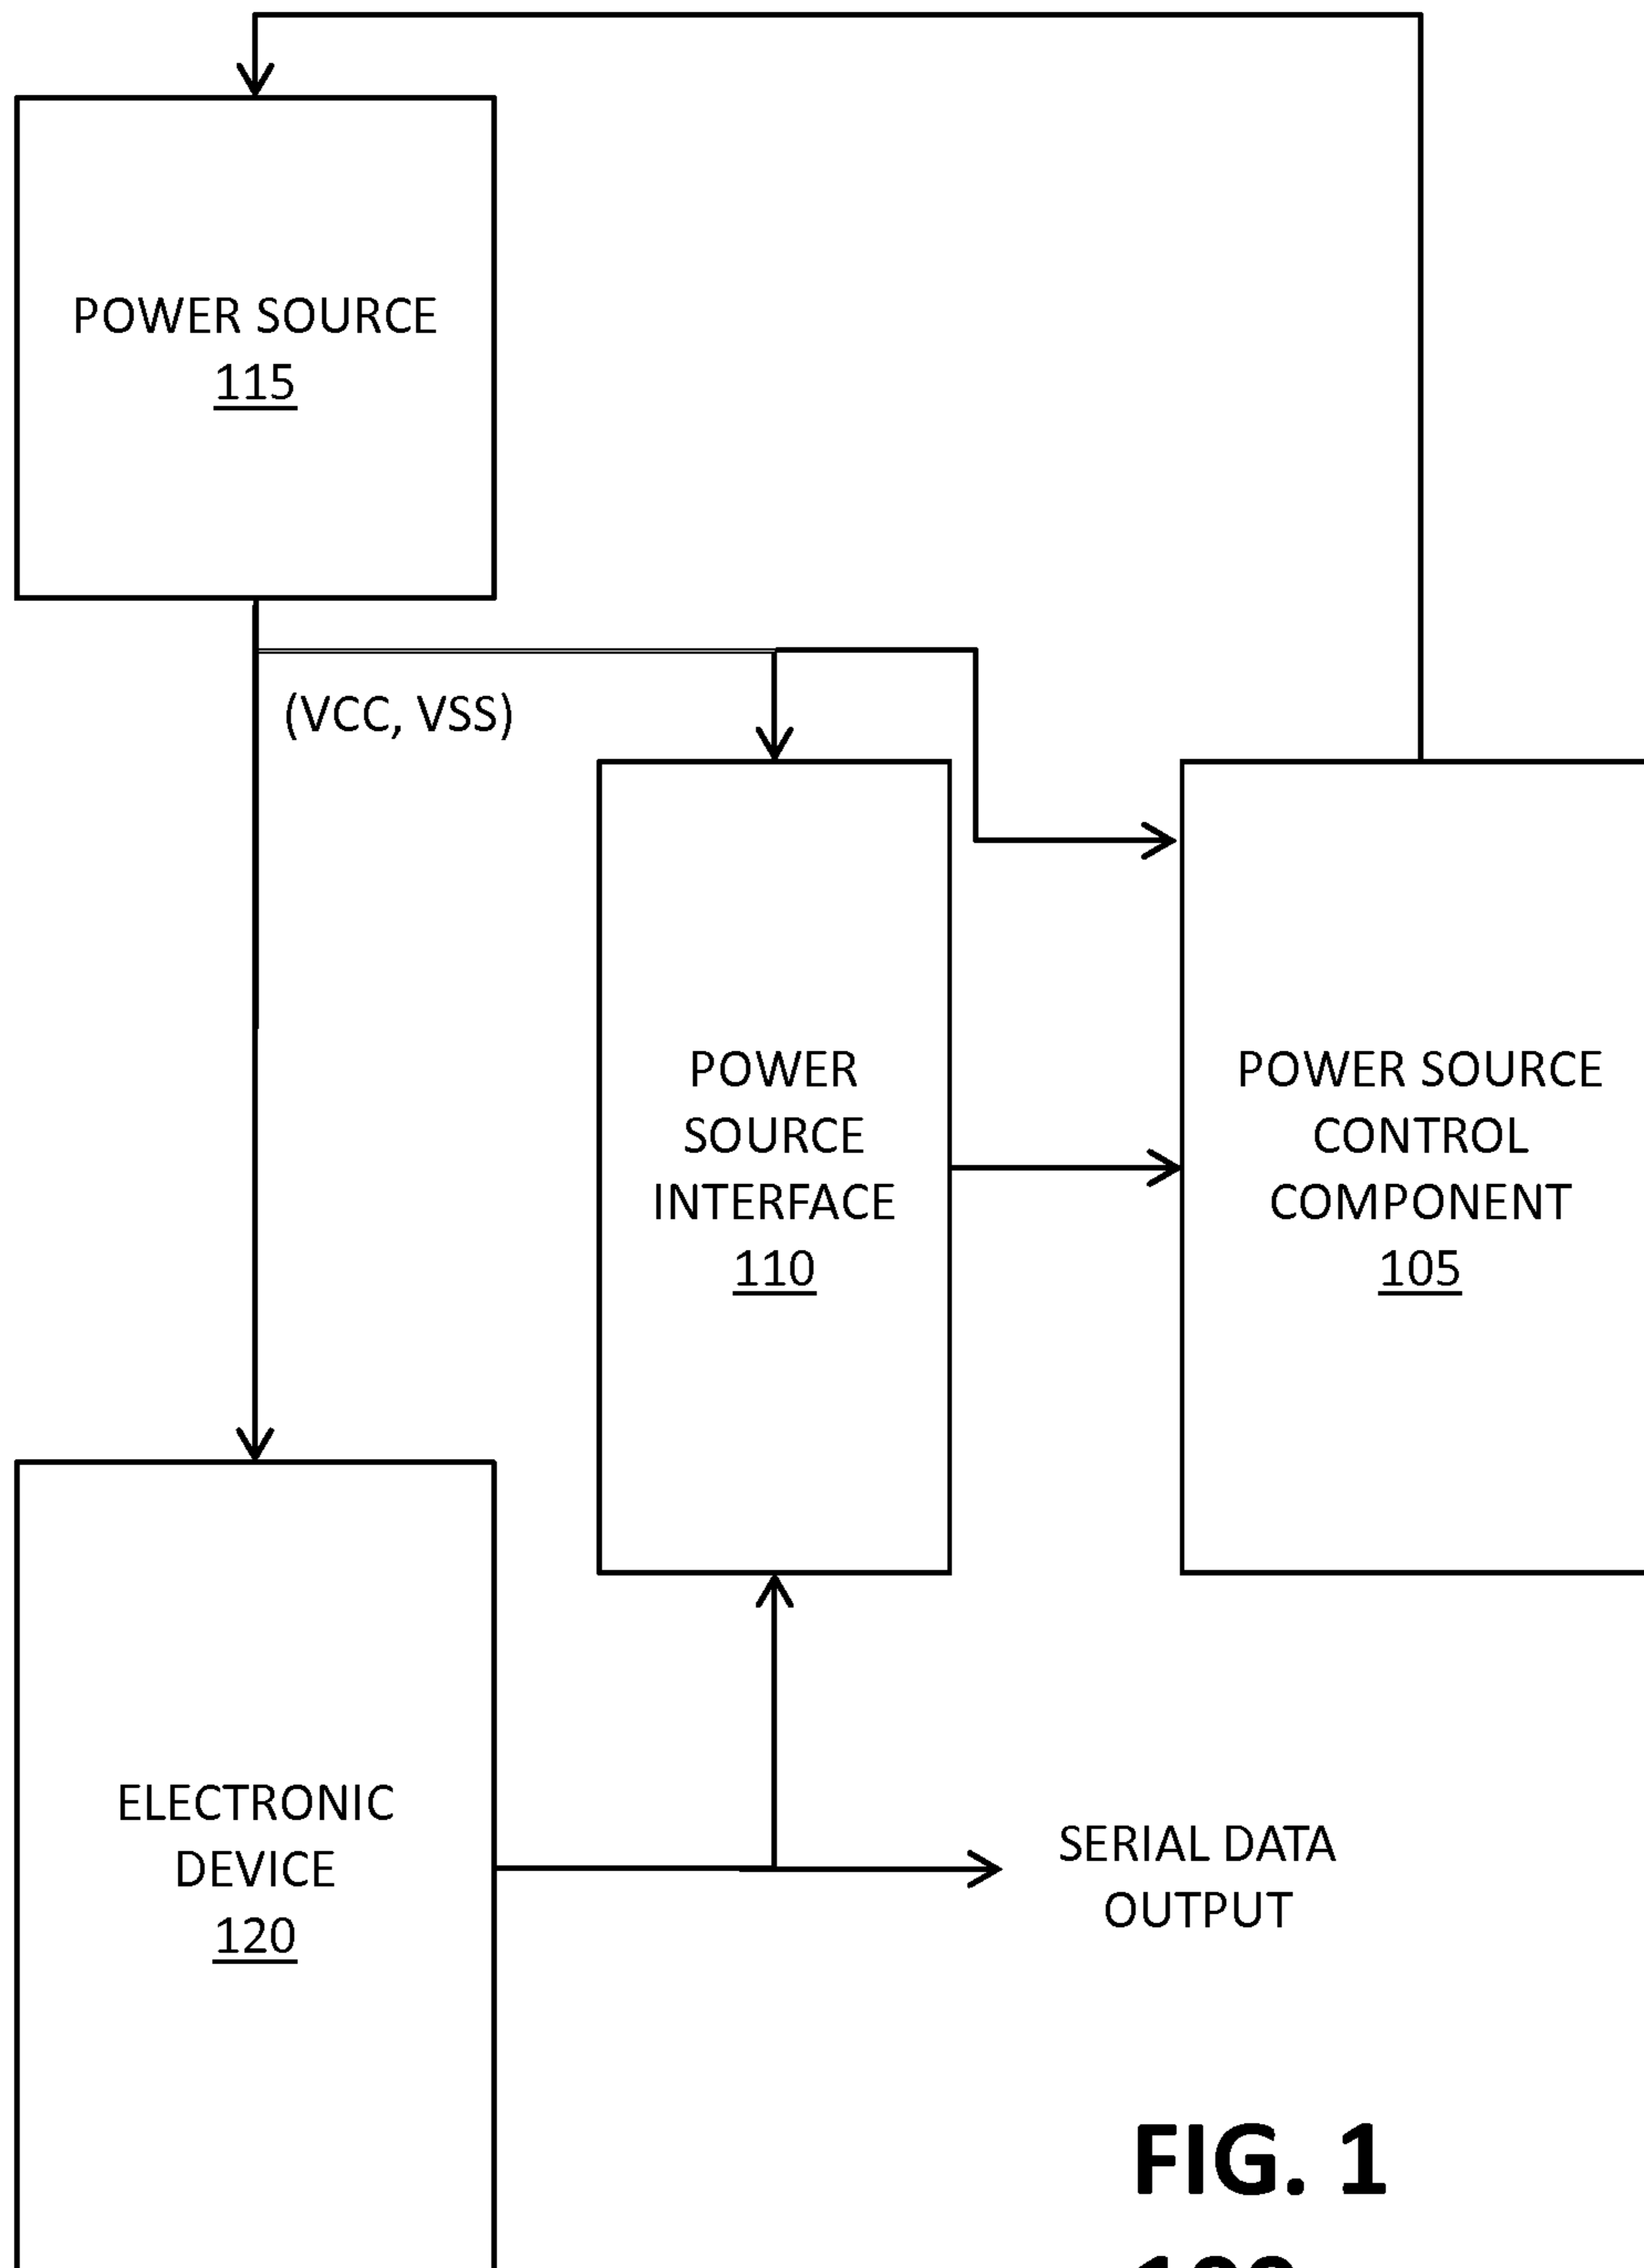 POWER SOURCE
115
(VCC, VSS)
POWER
SOURCE
INTERFACE
110
POWER SOURCE
CONTROL
COMPONENT
105
ELECTRONIC
DEVICE
120
SERIAL DATA
OUTPUT
FIG. 1